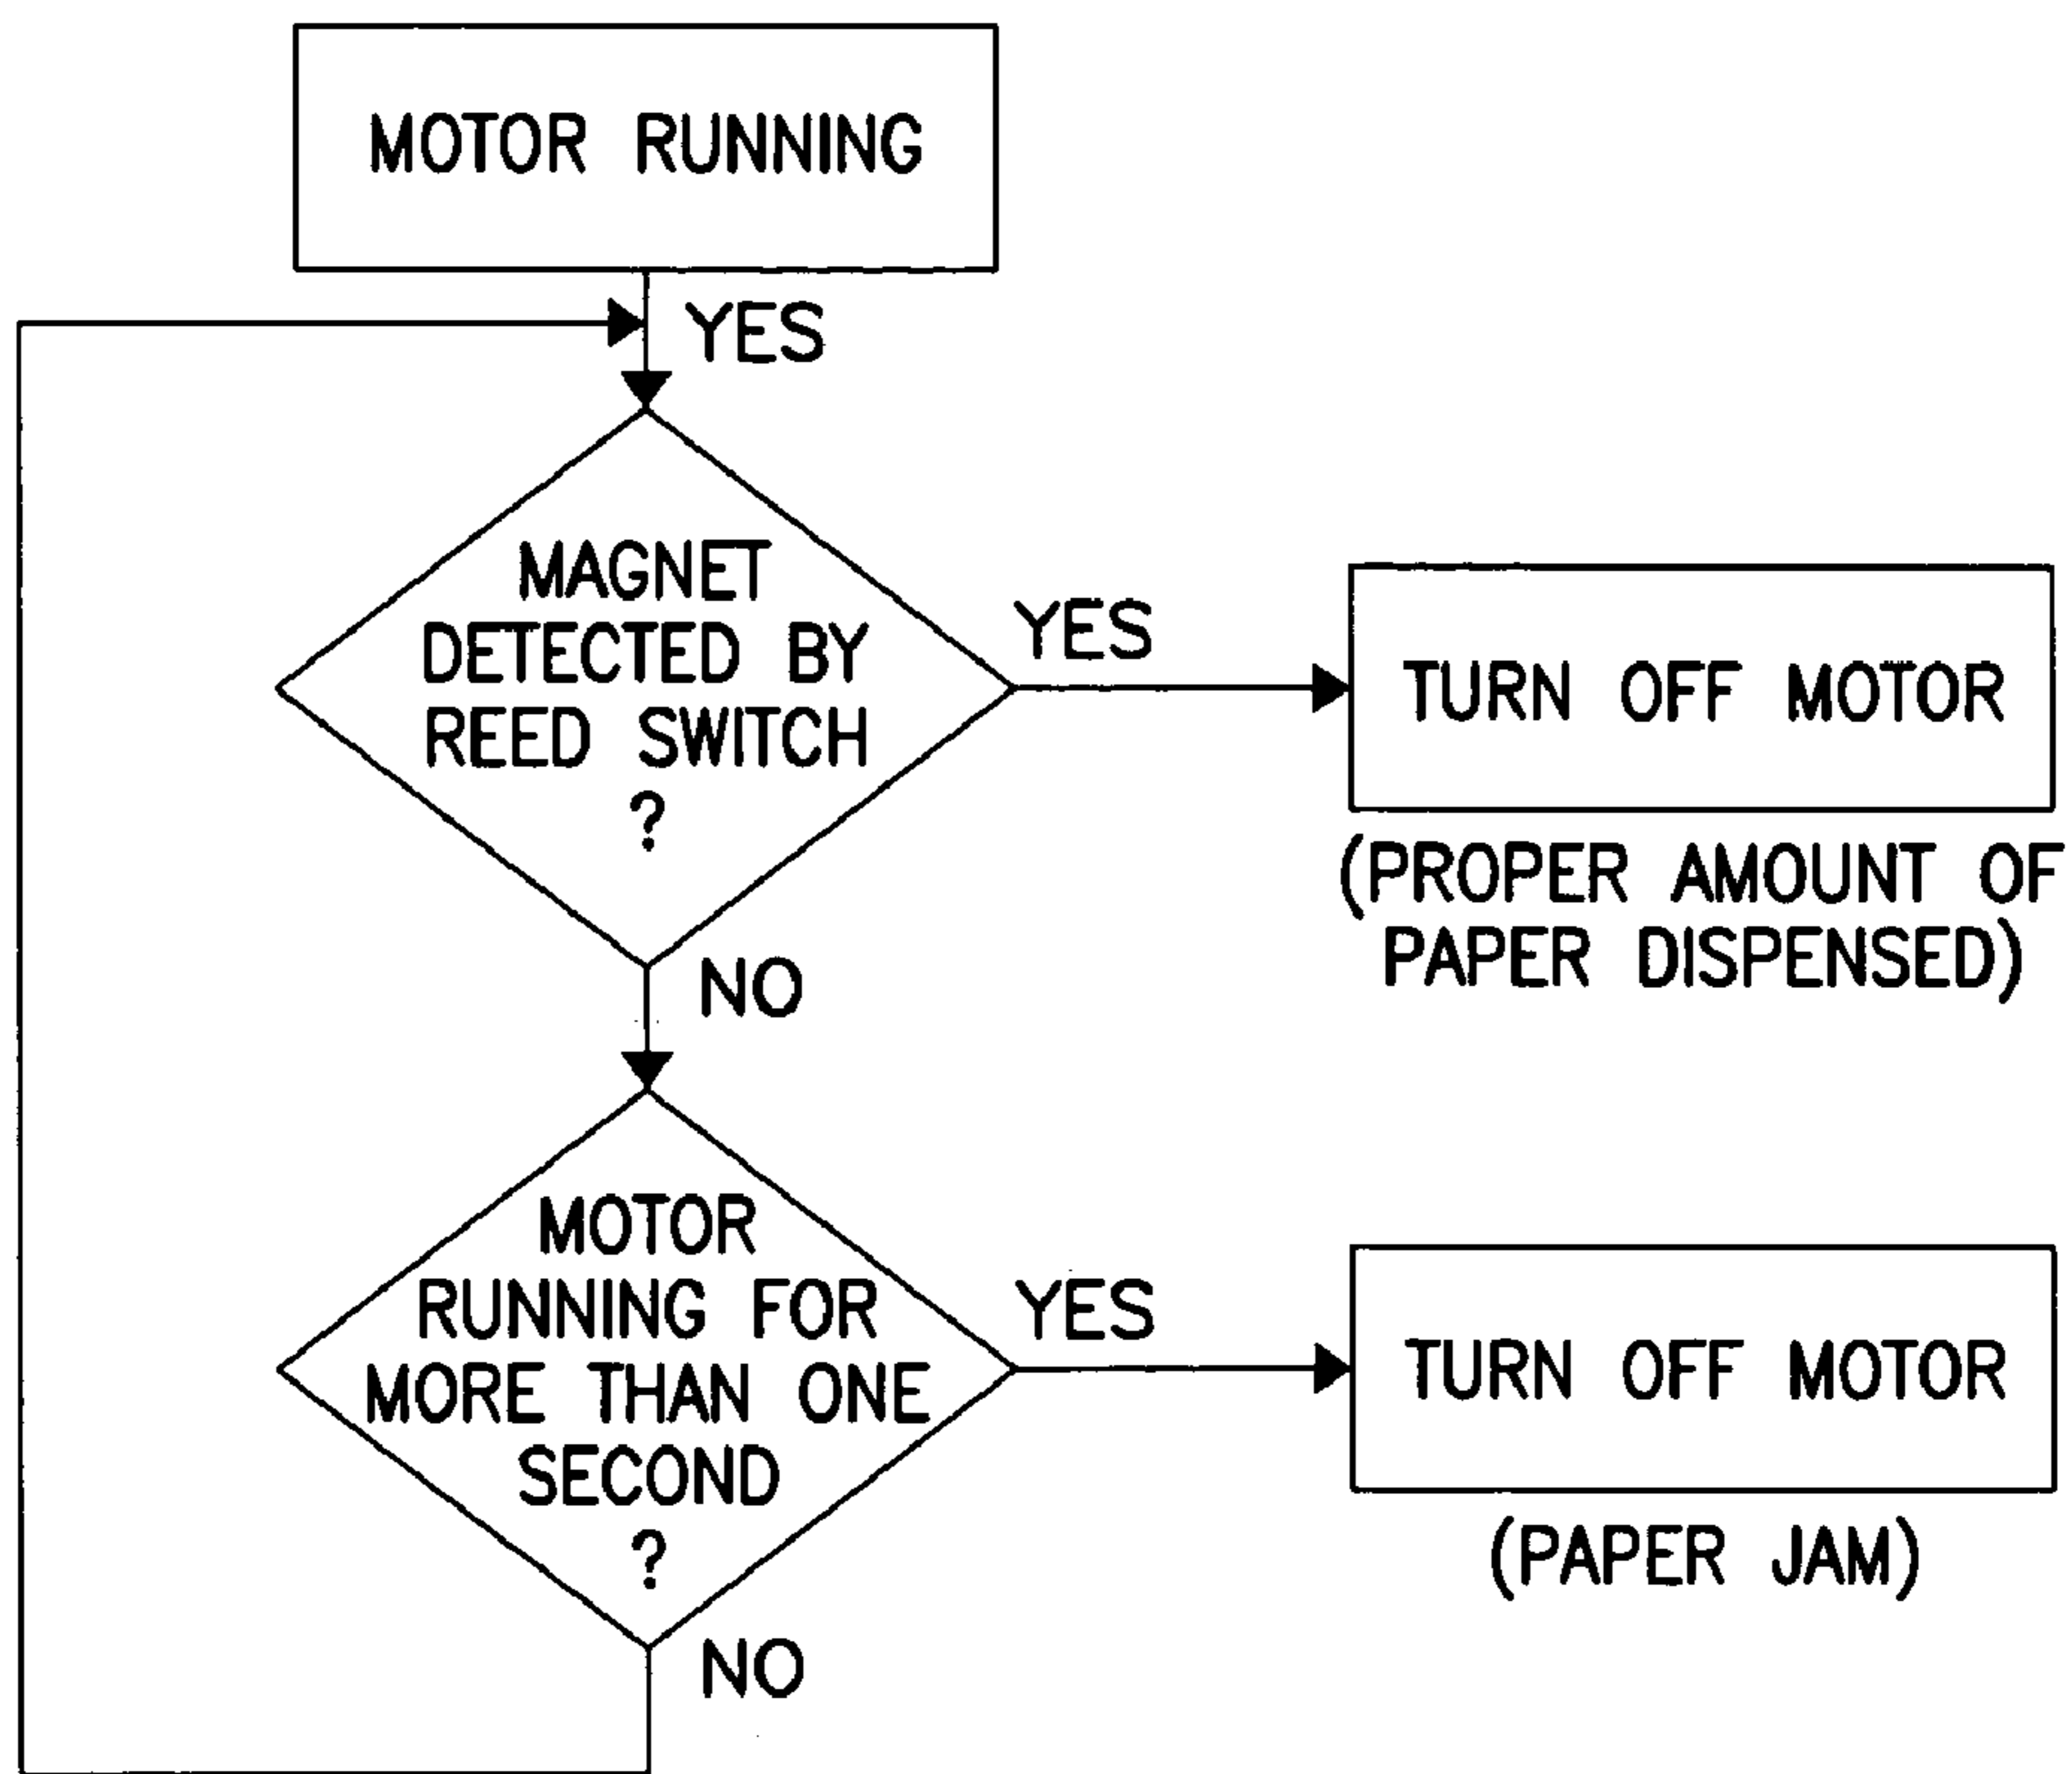 MOTOR RUNNING
YES
MAGNET
DETECTED BY
REED SWITCH
?
YES
TURN OFF MOTOR
(PROPER AMOUNT OF
PAPER DISPENSED)
NO
MOTOR
RUNNING FOR
MORE THAN ONE
SECOND
?
YES
TURN OFF MOTOR
(PAPER JAM)
NO